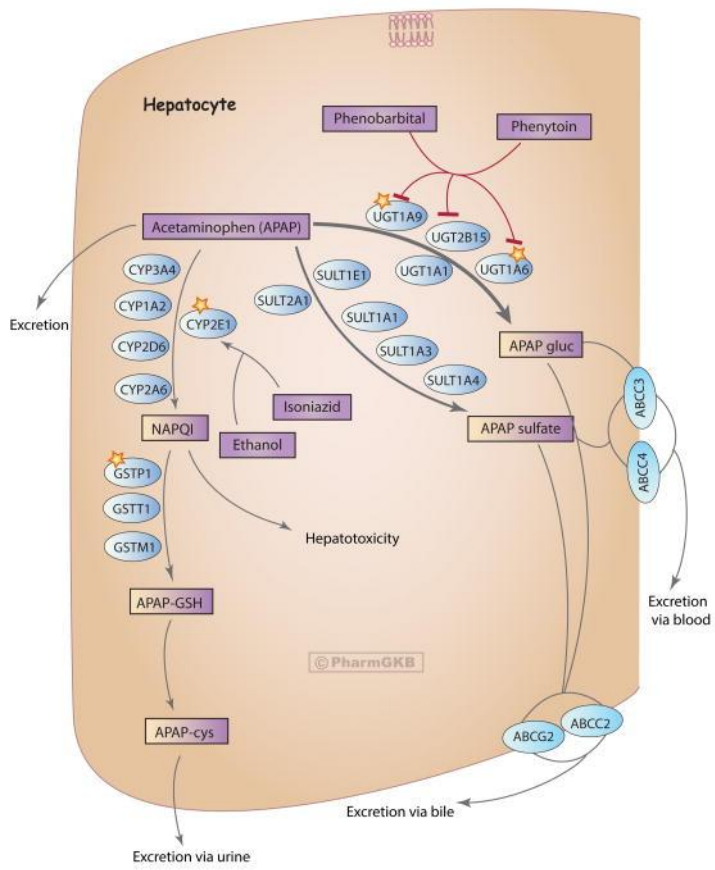 Hepatocyte
Phenobarbital
Phenytoin
UGT1A9
UGT2B15
UGT1A1
UGT1A6
Acetaminophen (APAP)
CYP3A4
CYP1A2
CYP2D6
CYP2A6
CYP2E1
SULT1E1
SULT2A1
SULT1A1
SULT1A3
SULT1A4
Excretion
APAP gluc
APAP sulfate
ABCC3
ABCC4
Isoniazid
Ethanol
NAPQI
GSTP1
GSTT1
GSTM1
Hepatotoxicity
APAP-GSH
Excretion
via blood
© PharmGKB
APAP-cys
ABCG2
ABCC2
Excretion via bile
Excretion via urine